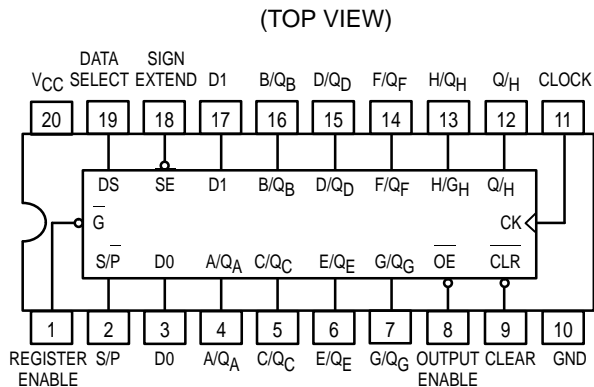 (TOP VIEW)
DATA SIGN
VCC SELECT EXTEND D1 B/QB D/QD F/QF H/QH Q/H CLOCK
20 19 18 17 16 15 14 13 12 11
DS SE D1 B/QB D/QD F/QF H/GH Q/H
G CK
S/P D0 A/QA C/QC E/QE G/QG OE CLR
1 2 3 4 5 6 7 8 9 10
REGISTER S/P D0 A/QA C/QC E/QE G/QG OUTPUT CLEAR GND
ENABLE ENABLE